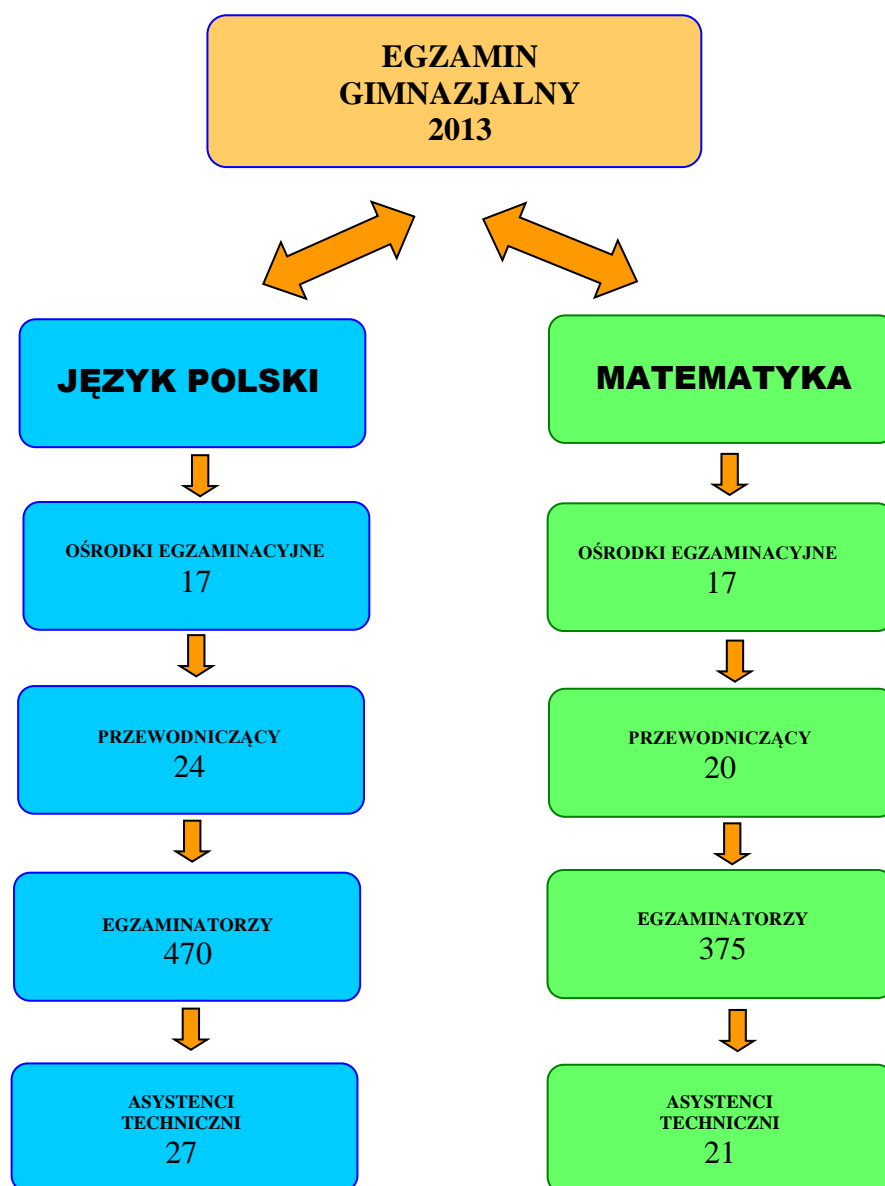 EGZAMIN
GIMNAZJALNY
2013
JĘZYK POLSKI
OŚRODKI EGZAMINACYJNE
17
PRZEWODNICZĄCY
24
EGZAMINATORZY
470
ASYSTENCI
TECHNICZNI
27
MATEMATYKA
OŚRODKI EGZAMINACYJNE
17
PRZEWODNICZĄCY
20
EGZAMINATORZY
375
ASYSTENCI
TECHNICZNI
21